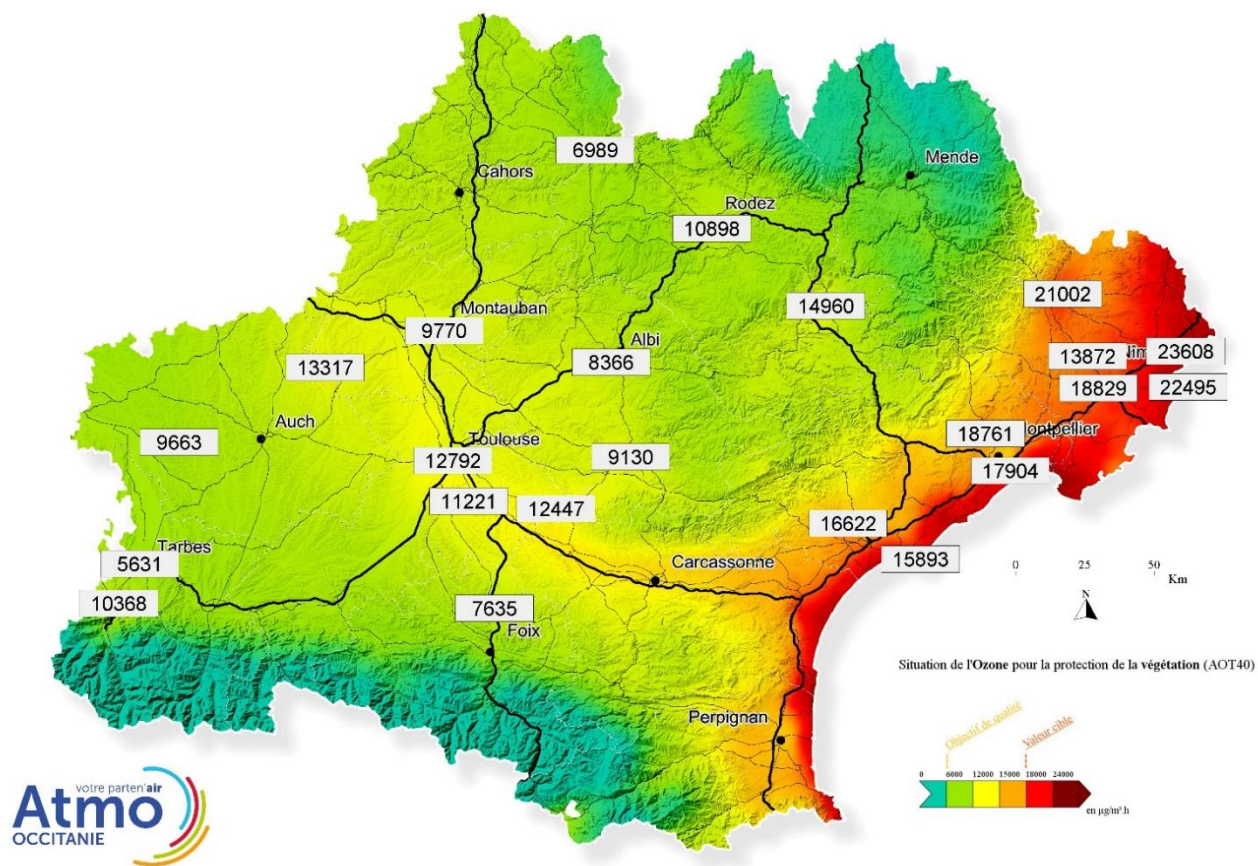 6989
Mende
Cahors
Rodez
10898
21002
14960
Montauban
9770
Albi
8366
13317
13872
23608
18829
22495
Auch
9663
Toulouse
12792
9130
18761
17904
11221
12447
16622
15893
Carcassonne
Tarbes
5631
10368
7635
Foix
Perpignan
0 50
Km
N
Situation de l'Ozone pour la protection de la végétation (AOT40)
Objectif de qualité
Valeur cible
0 6000 12000 15000 18000 24000
en µg/m³.h
votre parten'air
Atmo
OCCITANIE